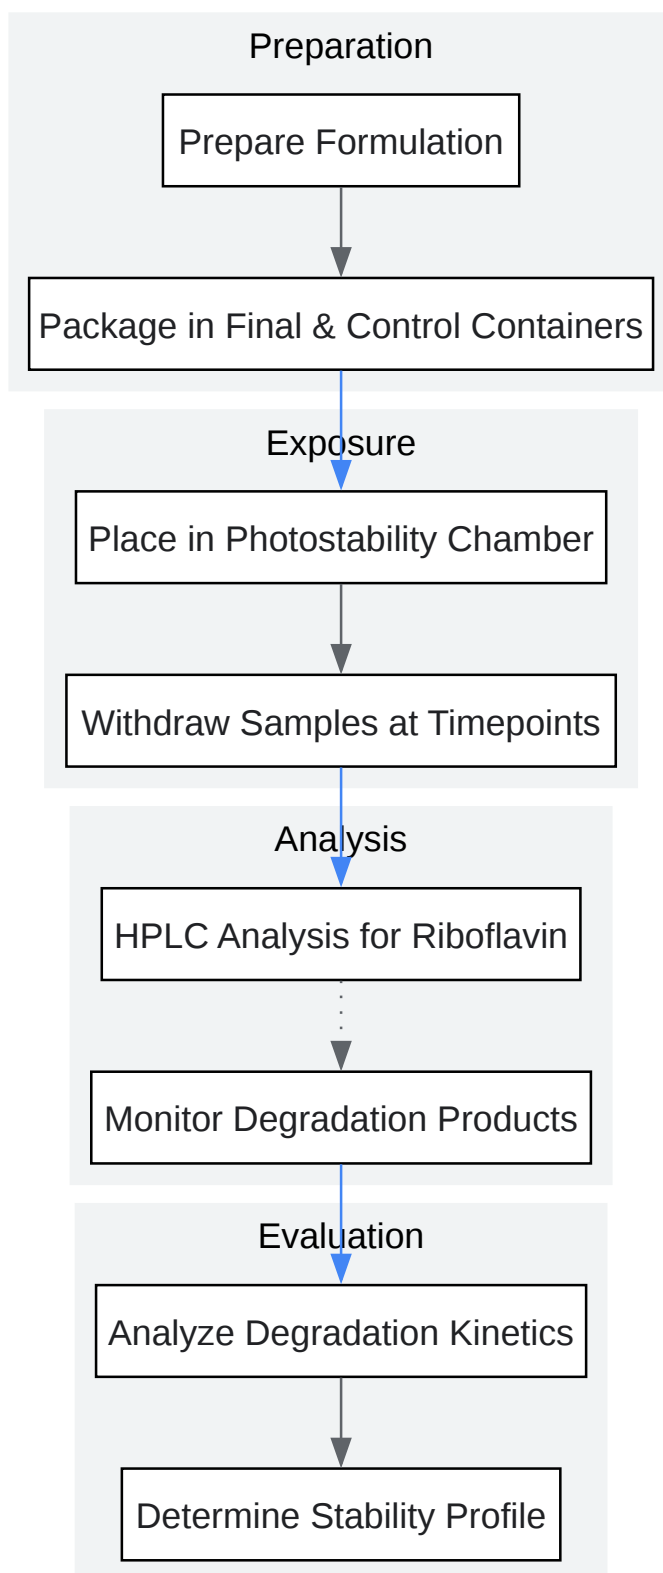 Preparation
Prepare Formulation
Package in Final & Control Containers
Exposure
Place in Photostability Chamber
Withdraw Samples at Timepoints
Analysis
HPLC Analysis for Riboflavin
Monitor Degradation Products
Evaluation
Analyze Degradation Kinetics
Determine Stability Profile